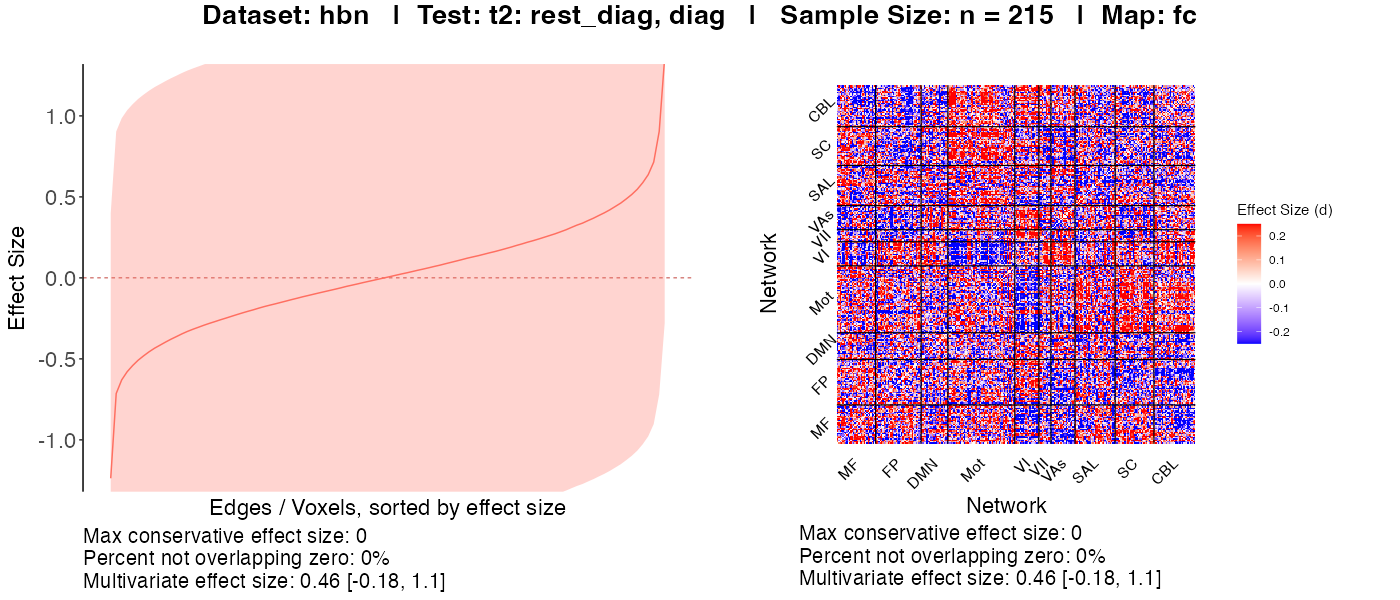 Dataset: hbn | Test: t2: rest_diag, diag | Sample Size: n = 215 | Map: fc
Effect Size
1.0
0.5
0.0
-0.5
-1.0
Edges / Voxels, sorted by effect size
Max conservative effect size: 0
Percent not overlapping zero: 0%
Multivariate effect size: 0.46 [-0.18, 1.1]
Network
CBL
SC
SAL
VAs
VII
VI
Mot
DMN
FP
MF
MF
FP
DMN
Mot
VI
VII
VAs
SAL
SC
CBL
Network
Max conservative effect size: 0
Percent not overlapping zero: 0%
Multivariate effect size: 0.46 [-0.18, 1.1]
Effect Size (d)
0.2
0.1
0.0
-0.1
-0.2